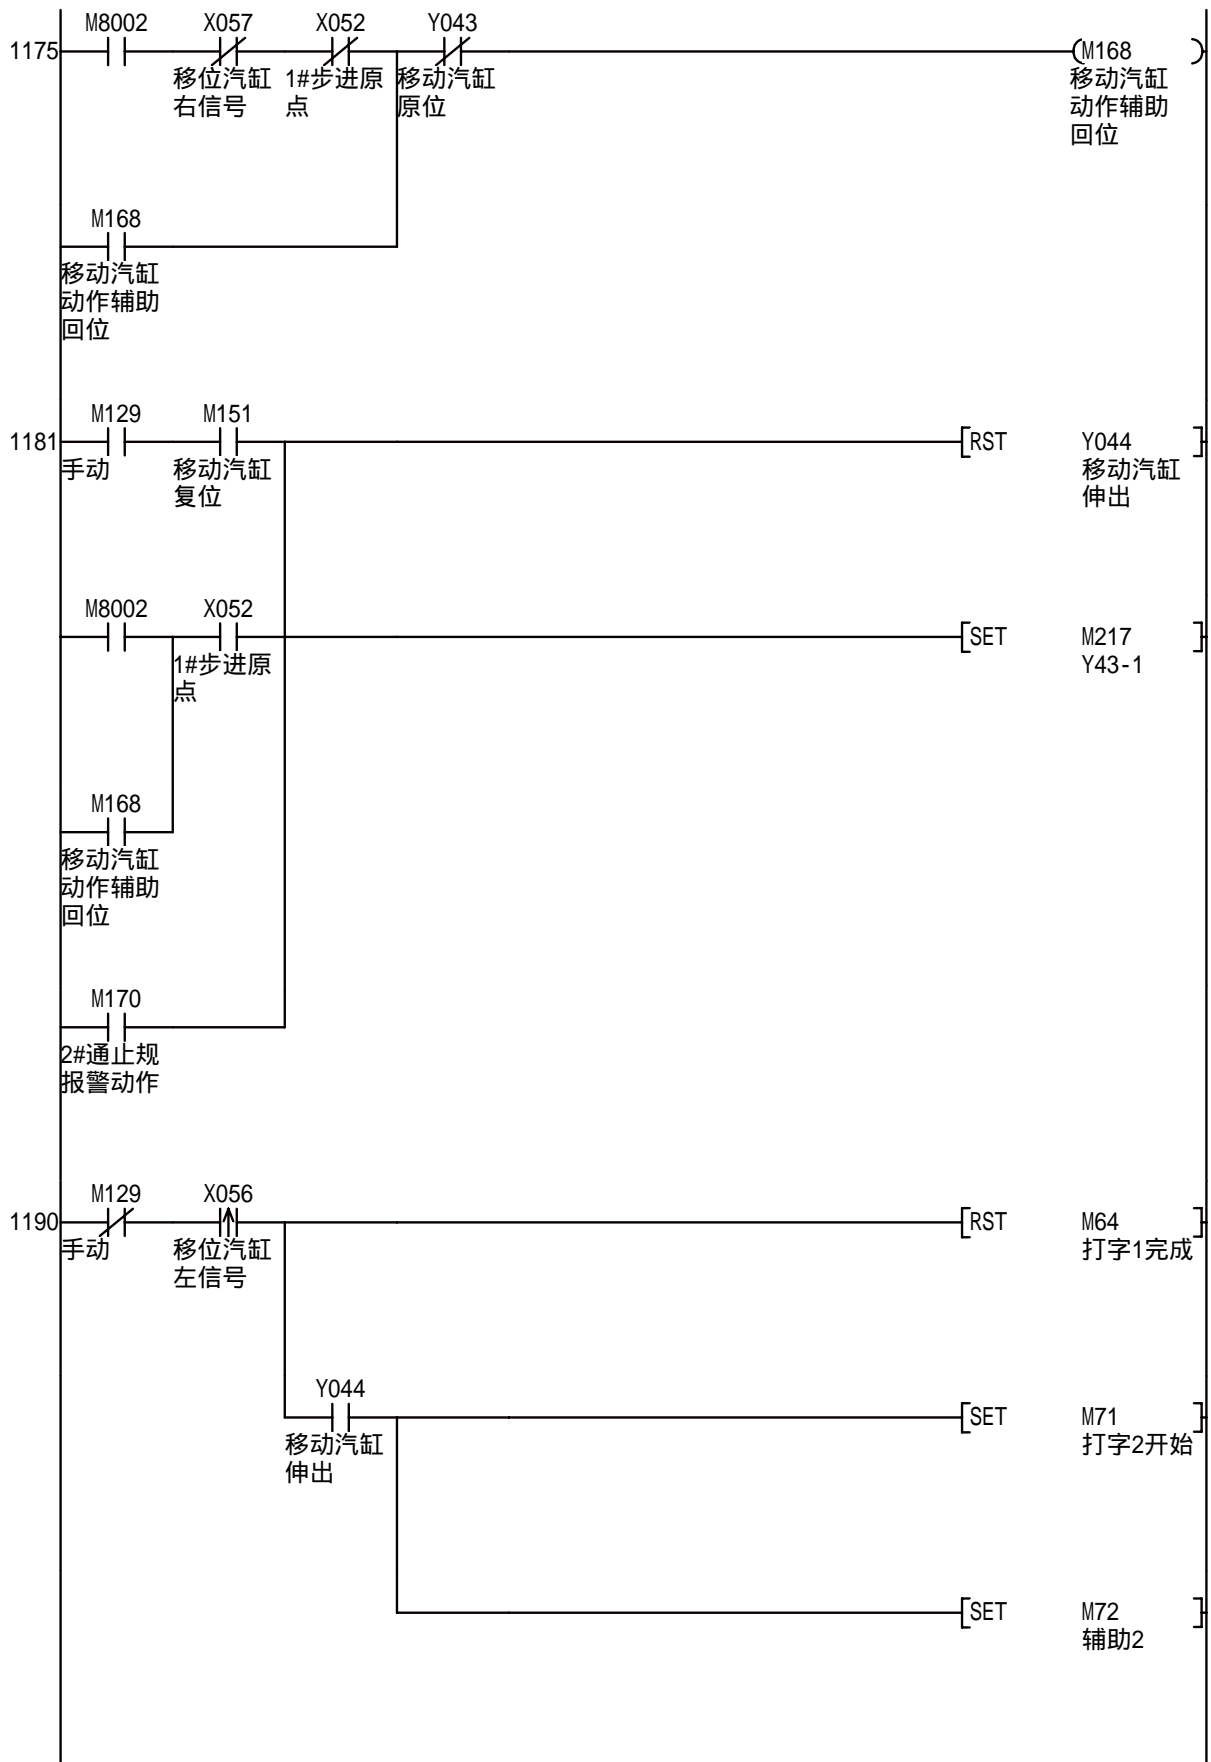 M8002 X057 X052 Y043
1175 (M168 )
移位汽缸 1#步进原 移动汽缸 移动汽缸
右信号 点 原位 动作辅助
回位
M168
移动汽缸
动作辅助
回位
M129 M151
1181 [RST Y044 ]
手动 移动汽缸 移动汽缸
复位 伸出
M8002 X052
[SET M217 ]
1#步进原 Y43-1
点
M168
移动汽缸
动作辅助
回位
M170
2#通止规
报警动作
M129 X056
1190 [RST M64 ]
手动 移位汽缸 打字1完成
左信号
Y044
[SET M71 ]
移动汽缸 打字2开始
伸出
[SET M72 ]
辅助2